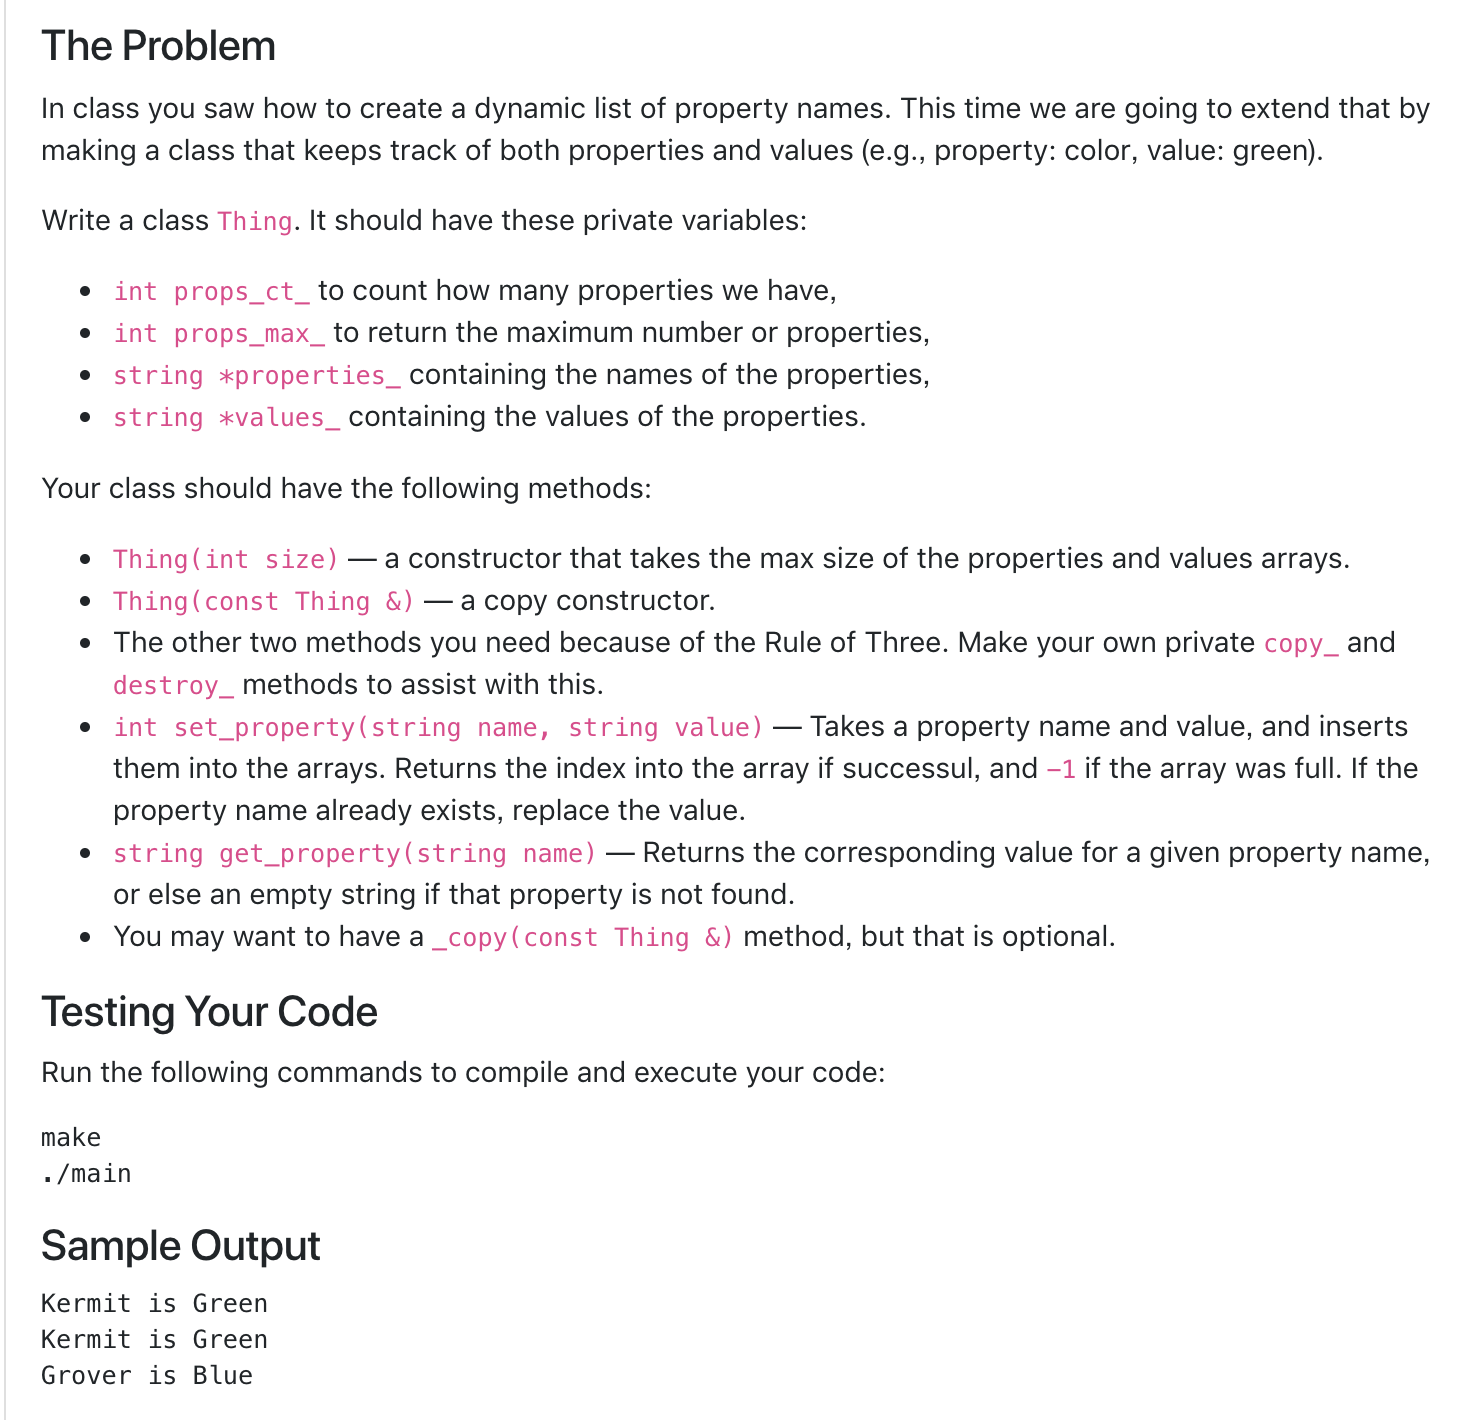 The Problem
In class you saw how to create a dynamic list of property names. This time we are going to extend that by
making a class that keeps track of both properties and values (e.g., property: color, value: green).
Write a class Thing. It should have these private variables:
• int props_ct_ to count how many properties we have,
• int props_max_ to return the maximum number or properties,
• string *properties_ containing the names of the properties,
• string *values_ containing the values of the properties.
Your class should have the following methods:
• Thing(int size) — a constructor that takes the max size of the properties and values arrays.
• Thing(const Thing &) — a copy constructor.
• The other two methods you need because of the Rule of Three. Make your own private copy_ and
destroy_ methods to assist with this.
• int set_property(string name, string value) — Takes a property name and value, and inserts
them into the arrays. Returns the index into the array if successul, and −1 if the array was full. If the
property name already exists, replace the value.
• string get_property(string name) — Returns the corresponding value for a given property name,
or else an empty string if that property is not found.
• You may want to have a _copy(const Thing &) method, but that is optional.
Testing Your Code
Run the following commands to compile and execute your code:
make
./main
Sample Output
Kermit is Green
Kermit is Green
Grover is Blue